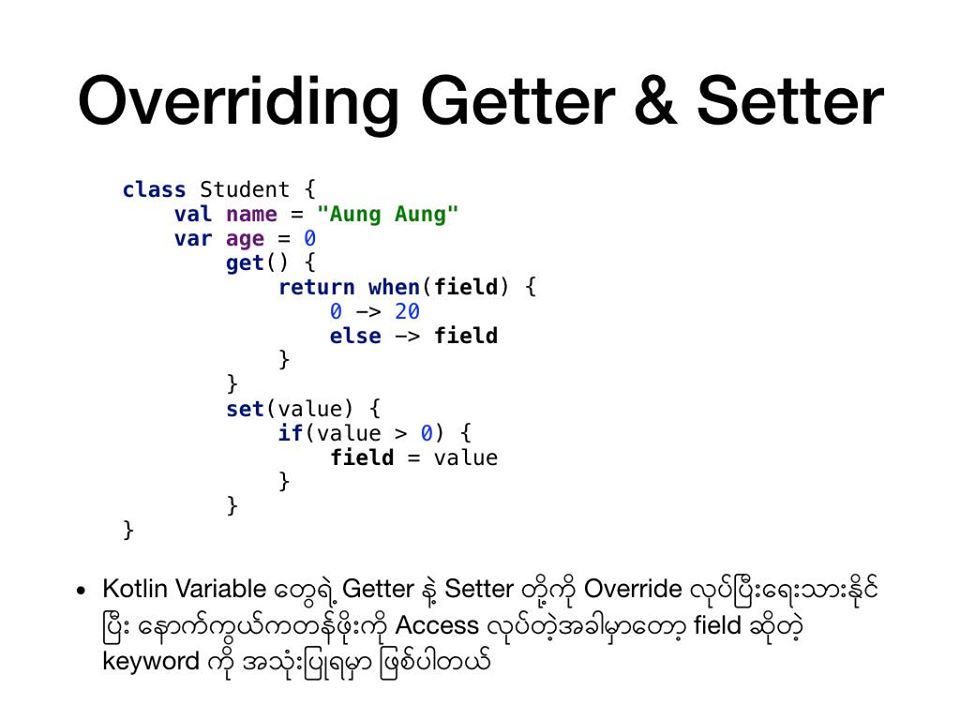 Overriding Getter & Setter
class Student {
    val name = "Aung Aung"
    var age = 0
        get() {
            return when(field) {
                0 -> 20
                else -> field
            }
        }
        set(value) {
            if(value > 0) {
                field = value
            }
        }
}
• Kotlin Variable တွေရဲ့ Getter နဲ့ Setter တို့ကို Override လုပ်ပြီးရေးသားနိုင်
ပြီး နောက်ကွယ်ကတန်ဖိုးကို Access လုပ်တဲ့အခါမှာတော့ field ဆိုတဲ့
keyword ကို အသုံးပြုရမှာ ဖြစ်ပါတယ်